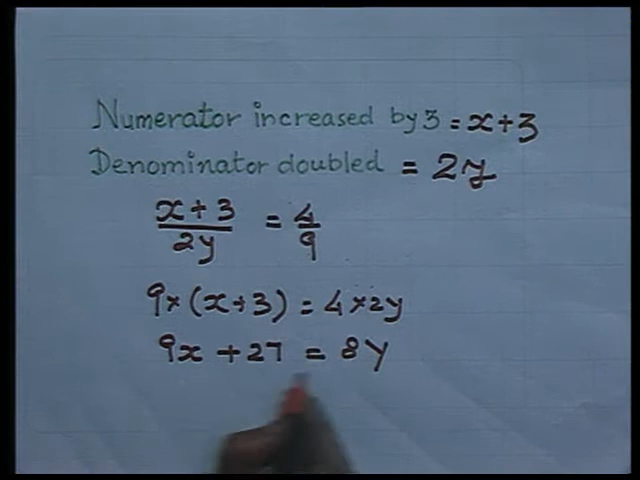 Numerator increased by 3 = x+3
Denominator doubled = 2y
x+3/2y = 4/9
9×(x+3) = 4×2y
9x + 27 = 8y